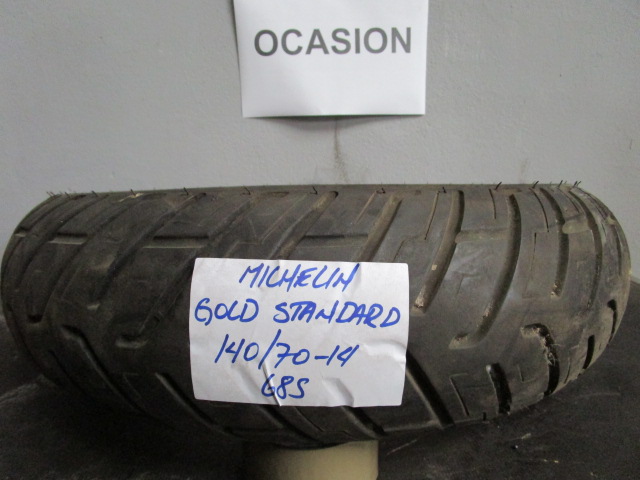 OCASION
MICHELIN
GOLD STANDARD
140/70-14
68S